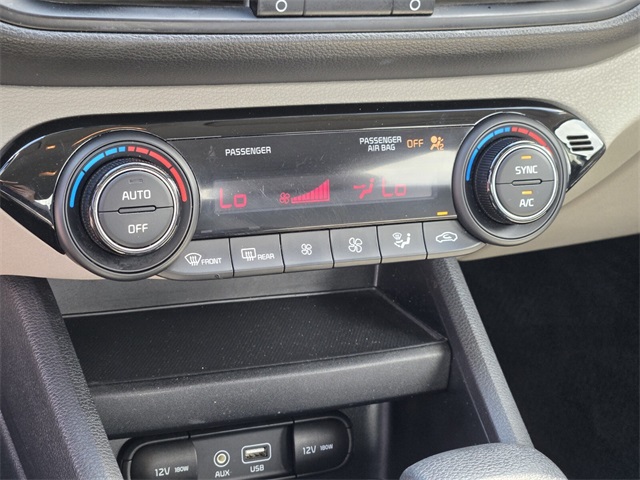 PASSENGER
PASSENGER
AIR BAG OFF
AUTO
OFF
Lo
Lo
SYNC
A/C
FRONT
REAR
12V 180W
AUX
USB
12V 180W